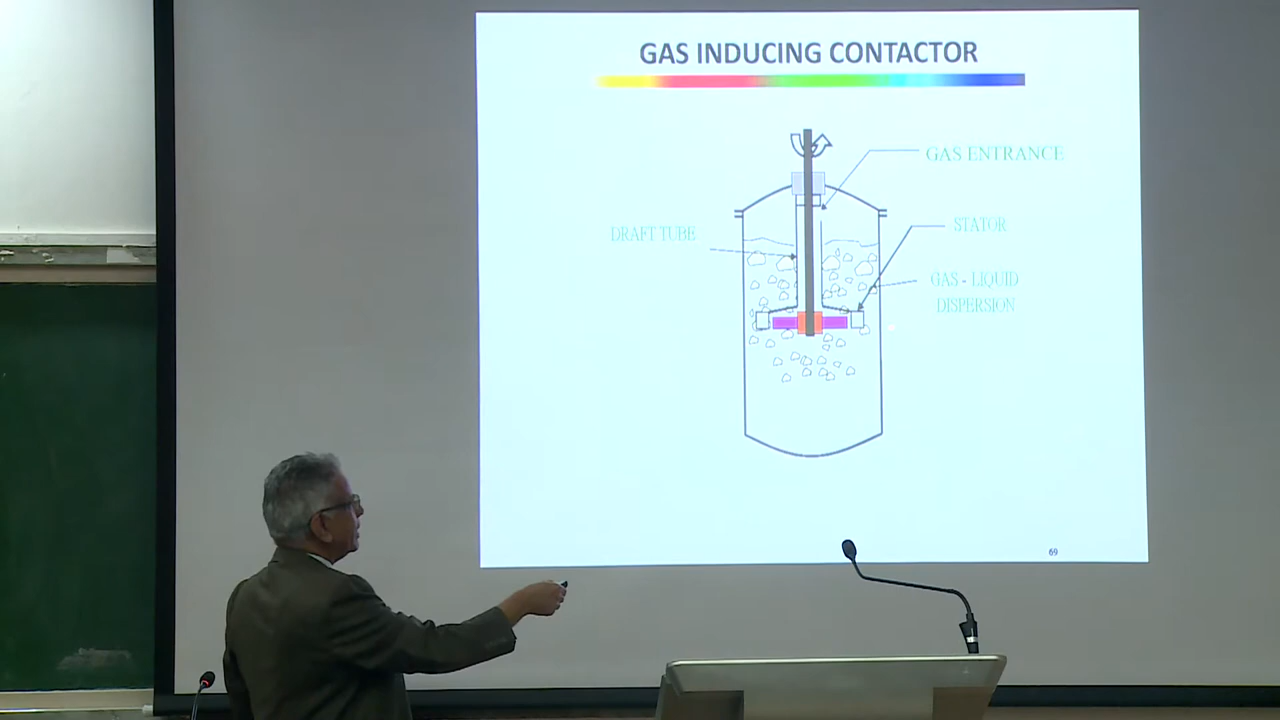 GAS INDUCING CONTACTOR
GAS ENTRANCE
DRAFT TUBE
STATOR
GAS - LIQUID
DISPERSION
69